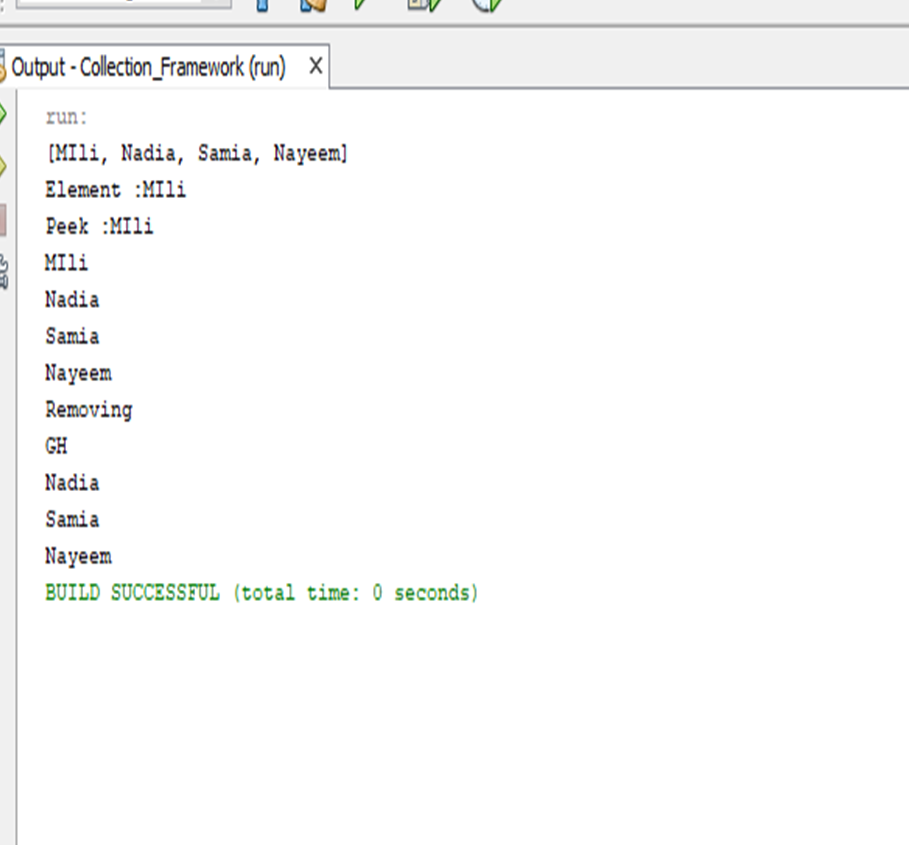 Output - Collection_Framework (run)
run:
[MIli, Nadia, Samia, Nayeem]
Element :MIli
Peek :MIli
MIli
Nadia
Samia
Nayeem
Removing
GH
Nadia
Samia
Nayeem
BUILD SUCCESSFUL (total time: 0 seconds)